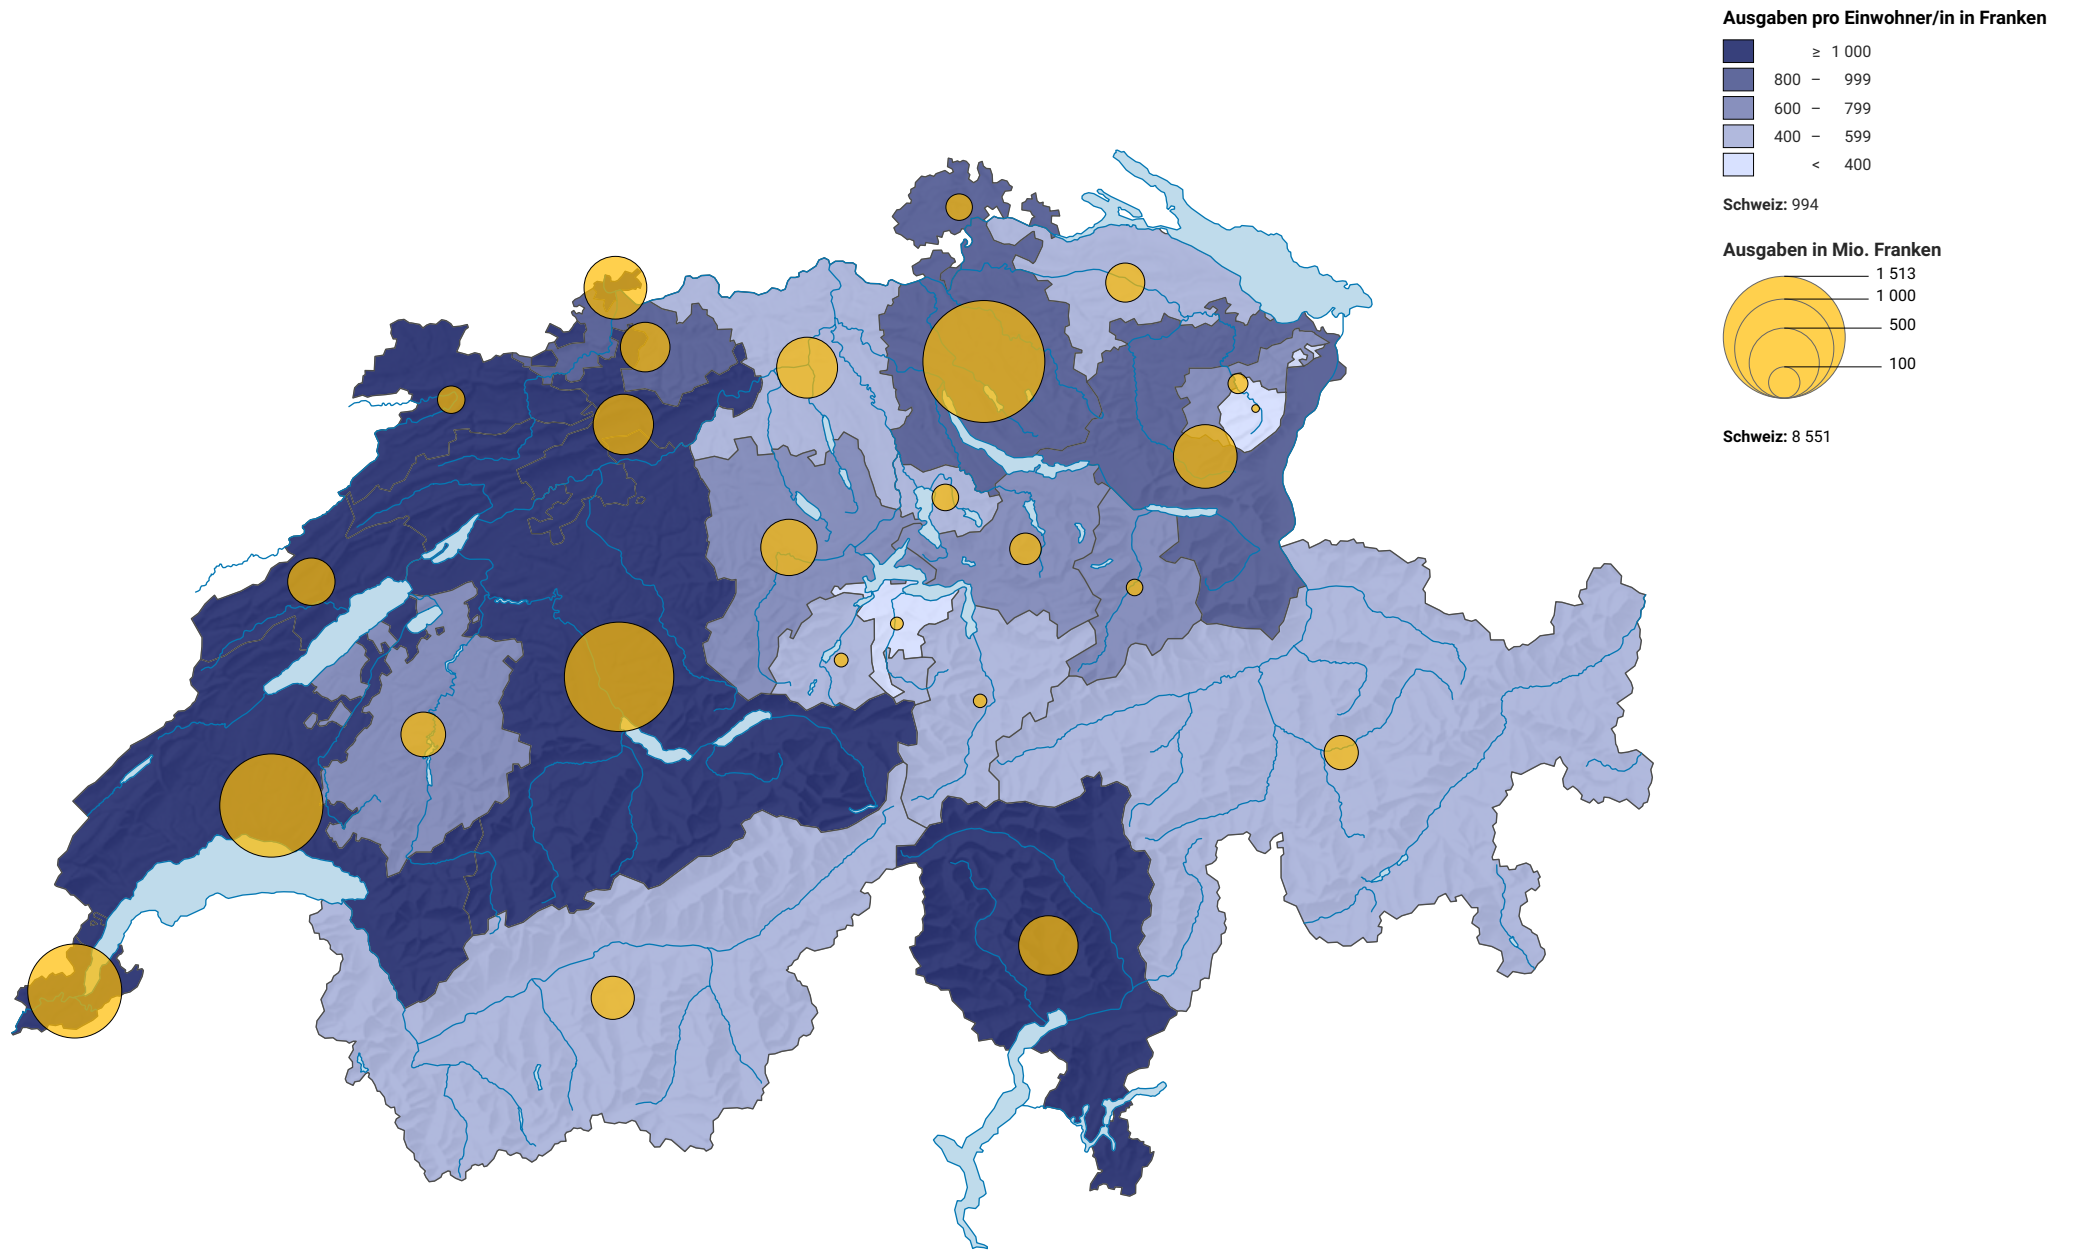 Ausgaben pro Einwohner/in in Franken
≥ 1 000
800 – 999
600 – 799
400 – 599
< 400
Schweiz: 994
Ausgaben in Mio. Franken
1 513
1 000
500
100
Schweiz: 8 551